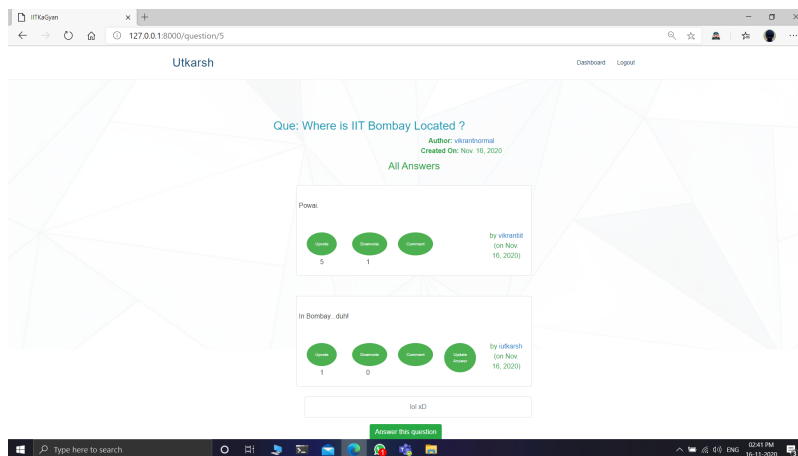 IITKaGyan
127.0.0.1:8000/question/5
Utkarsh
Dashboard Logout
Que: Where is IIT Bombay Located ?
Author: vikrantnormal
Created On: Nov. 16, 2020
All Answers
Powai.
Upvote Downvote Comment
5 1
by vikrantiit
(on Nov.
16, 2020)
In Bombay...duh!
Upvote Downvote Comment Update
Answer
1 0
by iutkarsh
(on Nov.
16, 2020)
lol xD
Answer this question
Type here to search
ENG
02:41 PM
16-11-2020